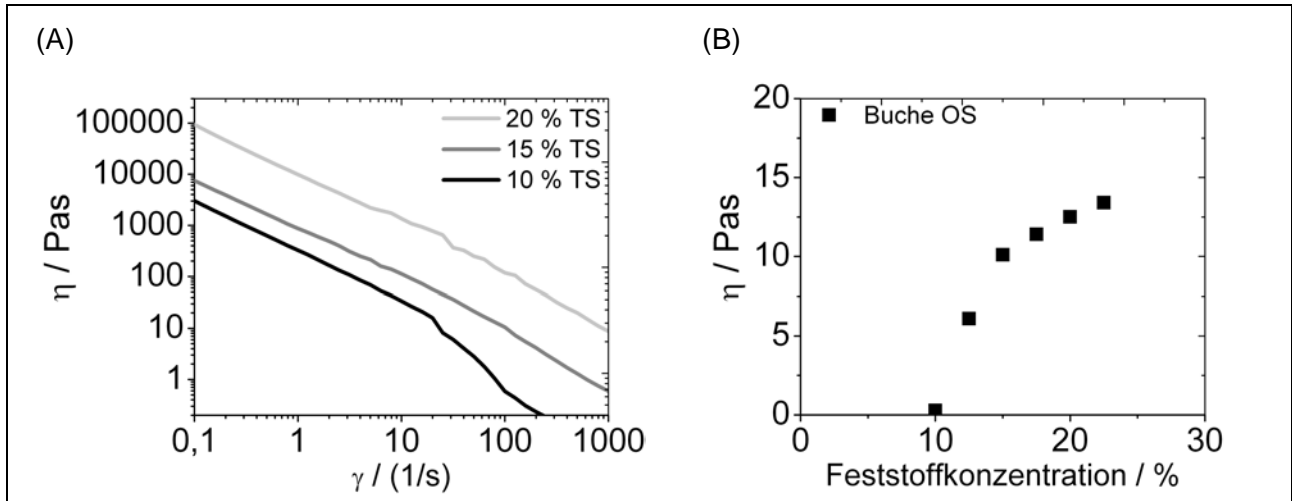 (A)
η / Pas
100000
10000
1000
100
10
1
20 % TS
15 % TS
10 % TS
0,1 1 10 100 1000
γ / (1/s)
(B)
η / Pas
20
15
10
5
0
Buche OS
0 10 20 30
Feststoffkonzentration / %